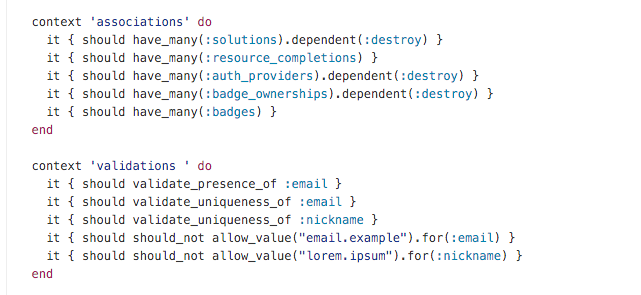 context 'associations' do
  it { should have_many(:solutions).dependent(:destroy) }
  it { should have_many(:resource_completions) }
  it { should have_many(:auth_providers).dependent(:destroy) }
  it { should have_many(:badge_ownerships).dependent(:destroy) }
  it { should have_many(:badges) }
end

context 'validations ' do
  it { should validate_presence_of :email }
  it { should validate_uniqueness_of :email }
  it { should validate_uniqueness_of :nickname }
  it { should should_not allow_value("email.example").for(:email) }
  it { should should_not allow_value("lorem.ipsum").for(:nickname) }
end